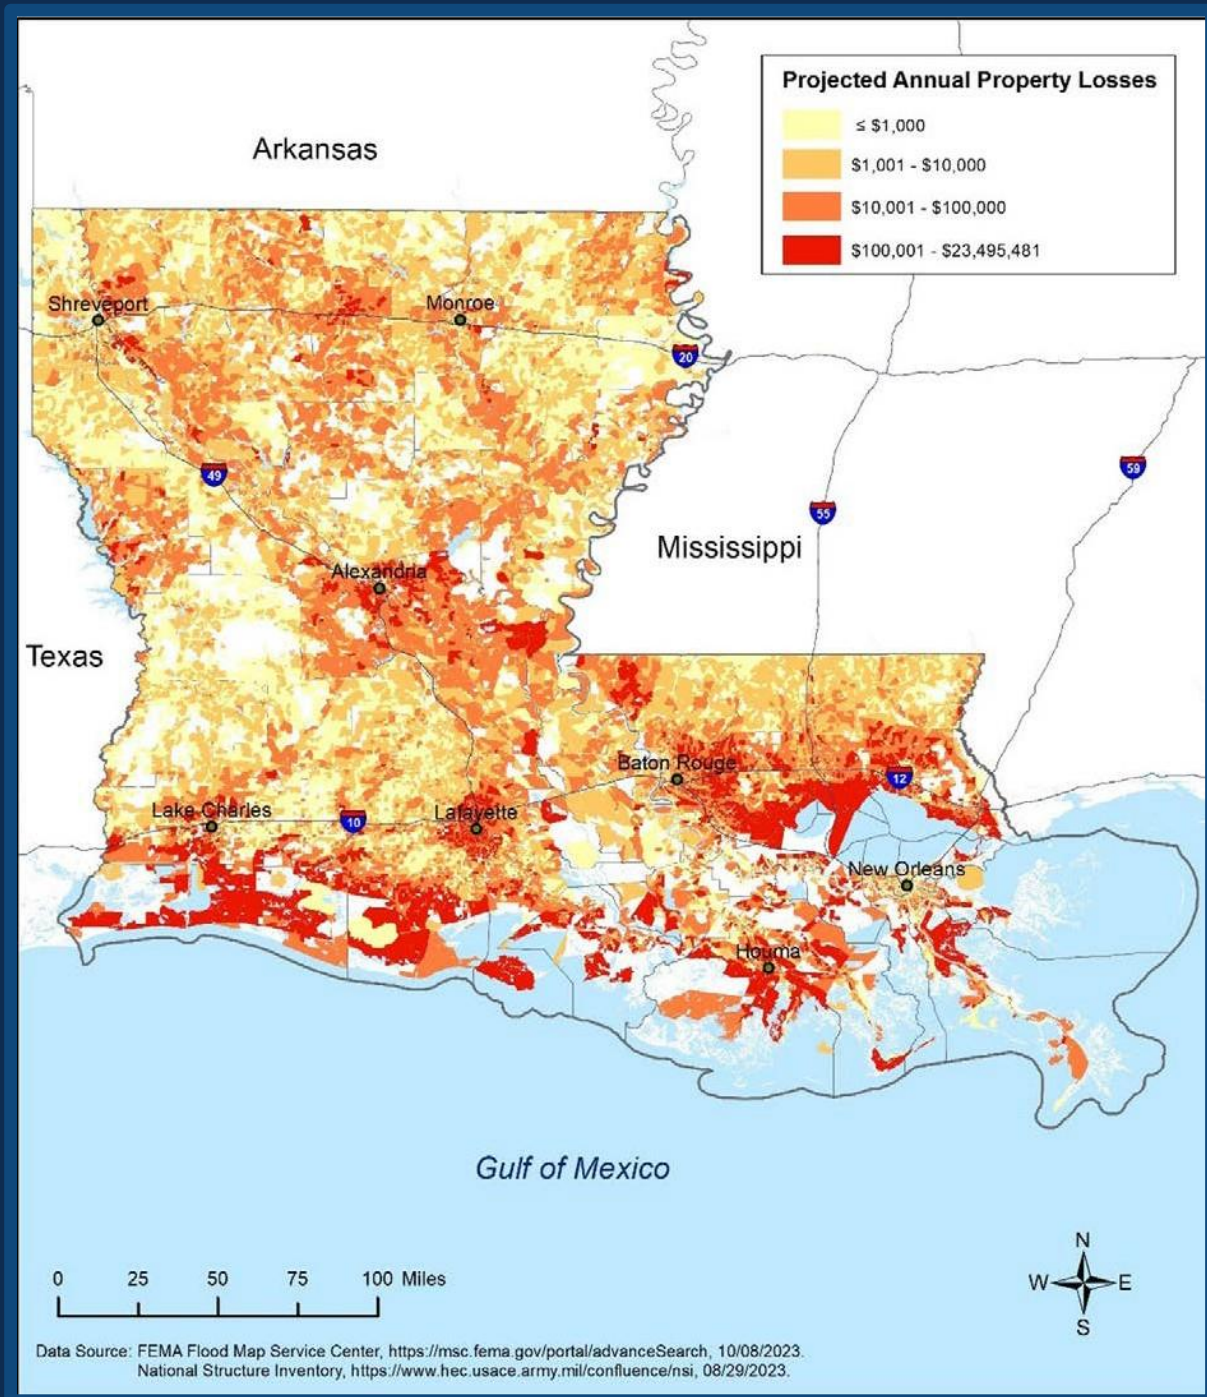 Projected Annual Property Losses
≤ $1,000
$1,001 - $10,000
$10,001 - $100,000
$100,001 - $23,495,481
Arkansas
Shreveport
Monroe
20
49
59
55
Mississippi
Alexandria
Texas
Baton Rouge
12
Lake Charles
10
Lafayette
New Orleans
Houma
Gulf of Mexico
N
W E
S
0 25 50 75 100 Miles
Data Source: FEMA Flood Map Service Center, https://msc.fema.gov/portal/advanceSearch, 10/08/2023.
National Structure Inventory, https://www.hec.usace.army.mil/confluence/nsi, 08/29/2023.